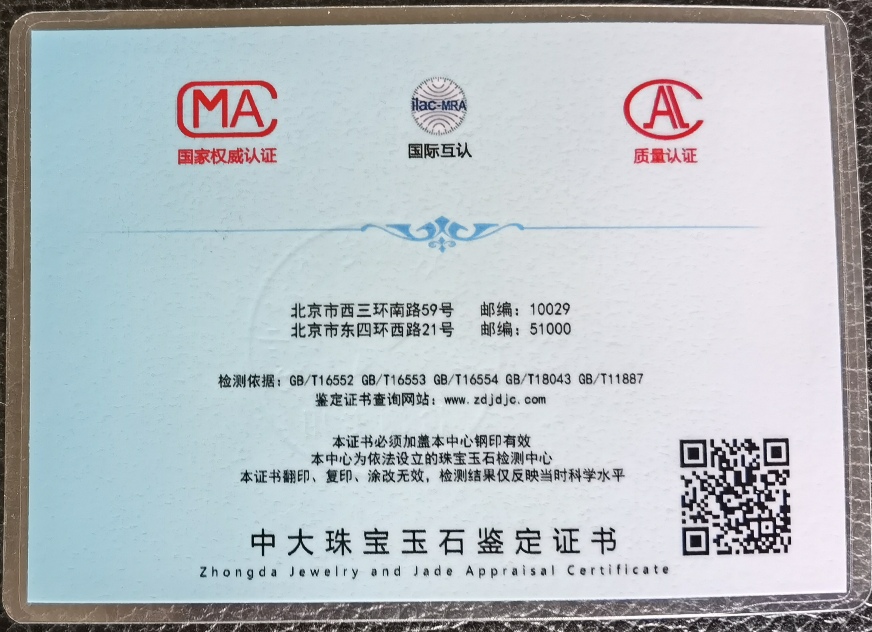 MA
ilac-MRA
AL
国家权威认证
国际互认
质量认证
北京市西三环南路59号 邮编：10029
北京市东四环西路21号 邮编：51000
检测依据：GB/T16552 GB/T16553 GB/T16554 GB/T18043 GB/T11887
鉴定证书查询网站：www.zdjdjc.com
本证书必须加盖本中心钢印有效
本中心为依法设立的珠宝玉石检测中心
本证书翻印、复印、涂改无效，检测结果仅反映当时科学水平
中大珠宝玉石鉴定证书
Zhongda Jewelry and Jade Appraisal Certificate